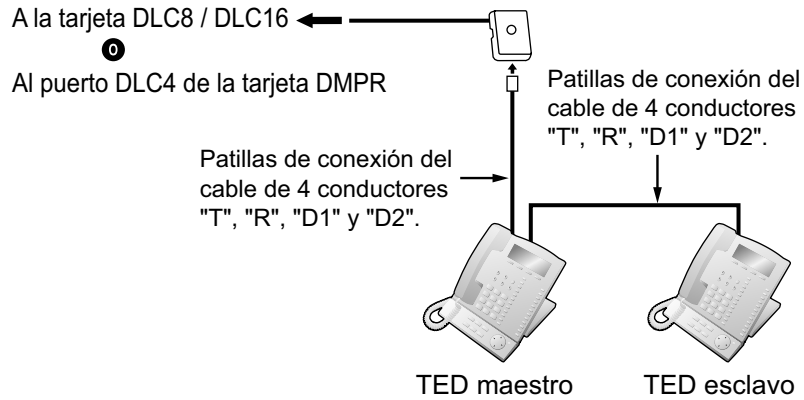 A la tarjeta DLC8 / DLC16
O
Al puerto DLC4 de la tarjeta DMPR
Patillas de conexión del
cable de 4 conductores
"T", "R", "D1" y "D2".
Patillas de conexión del
cable de 4 conductores
"T", "R", "D1" y "D2".
TED maestro
TED esclavo